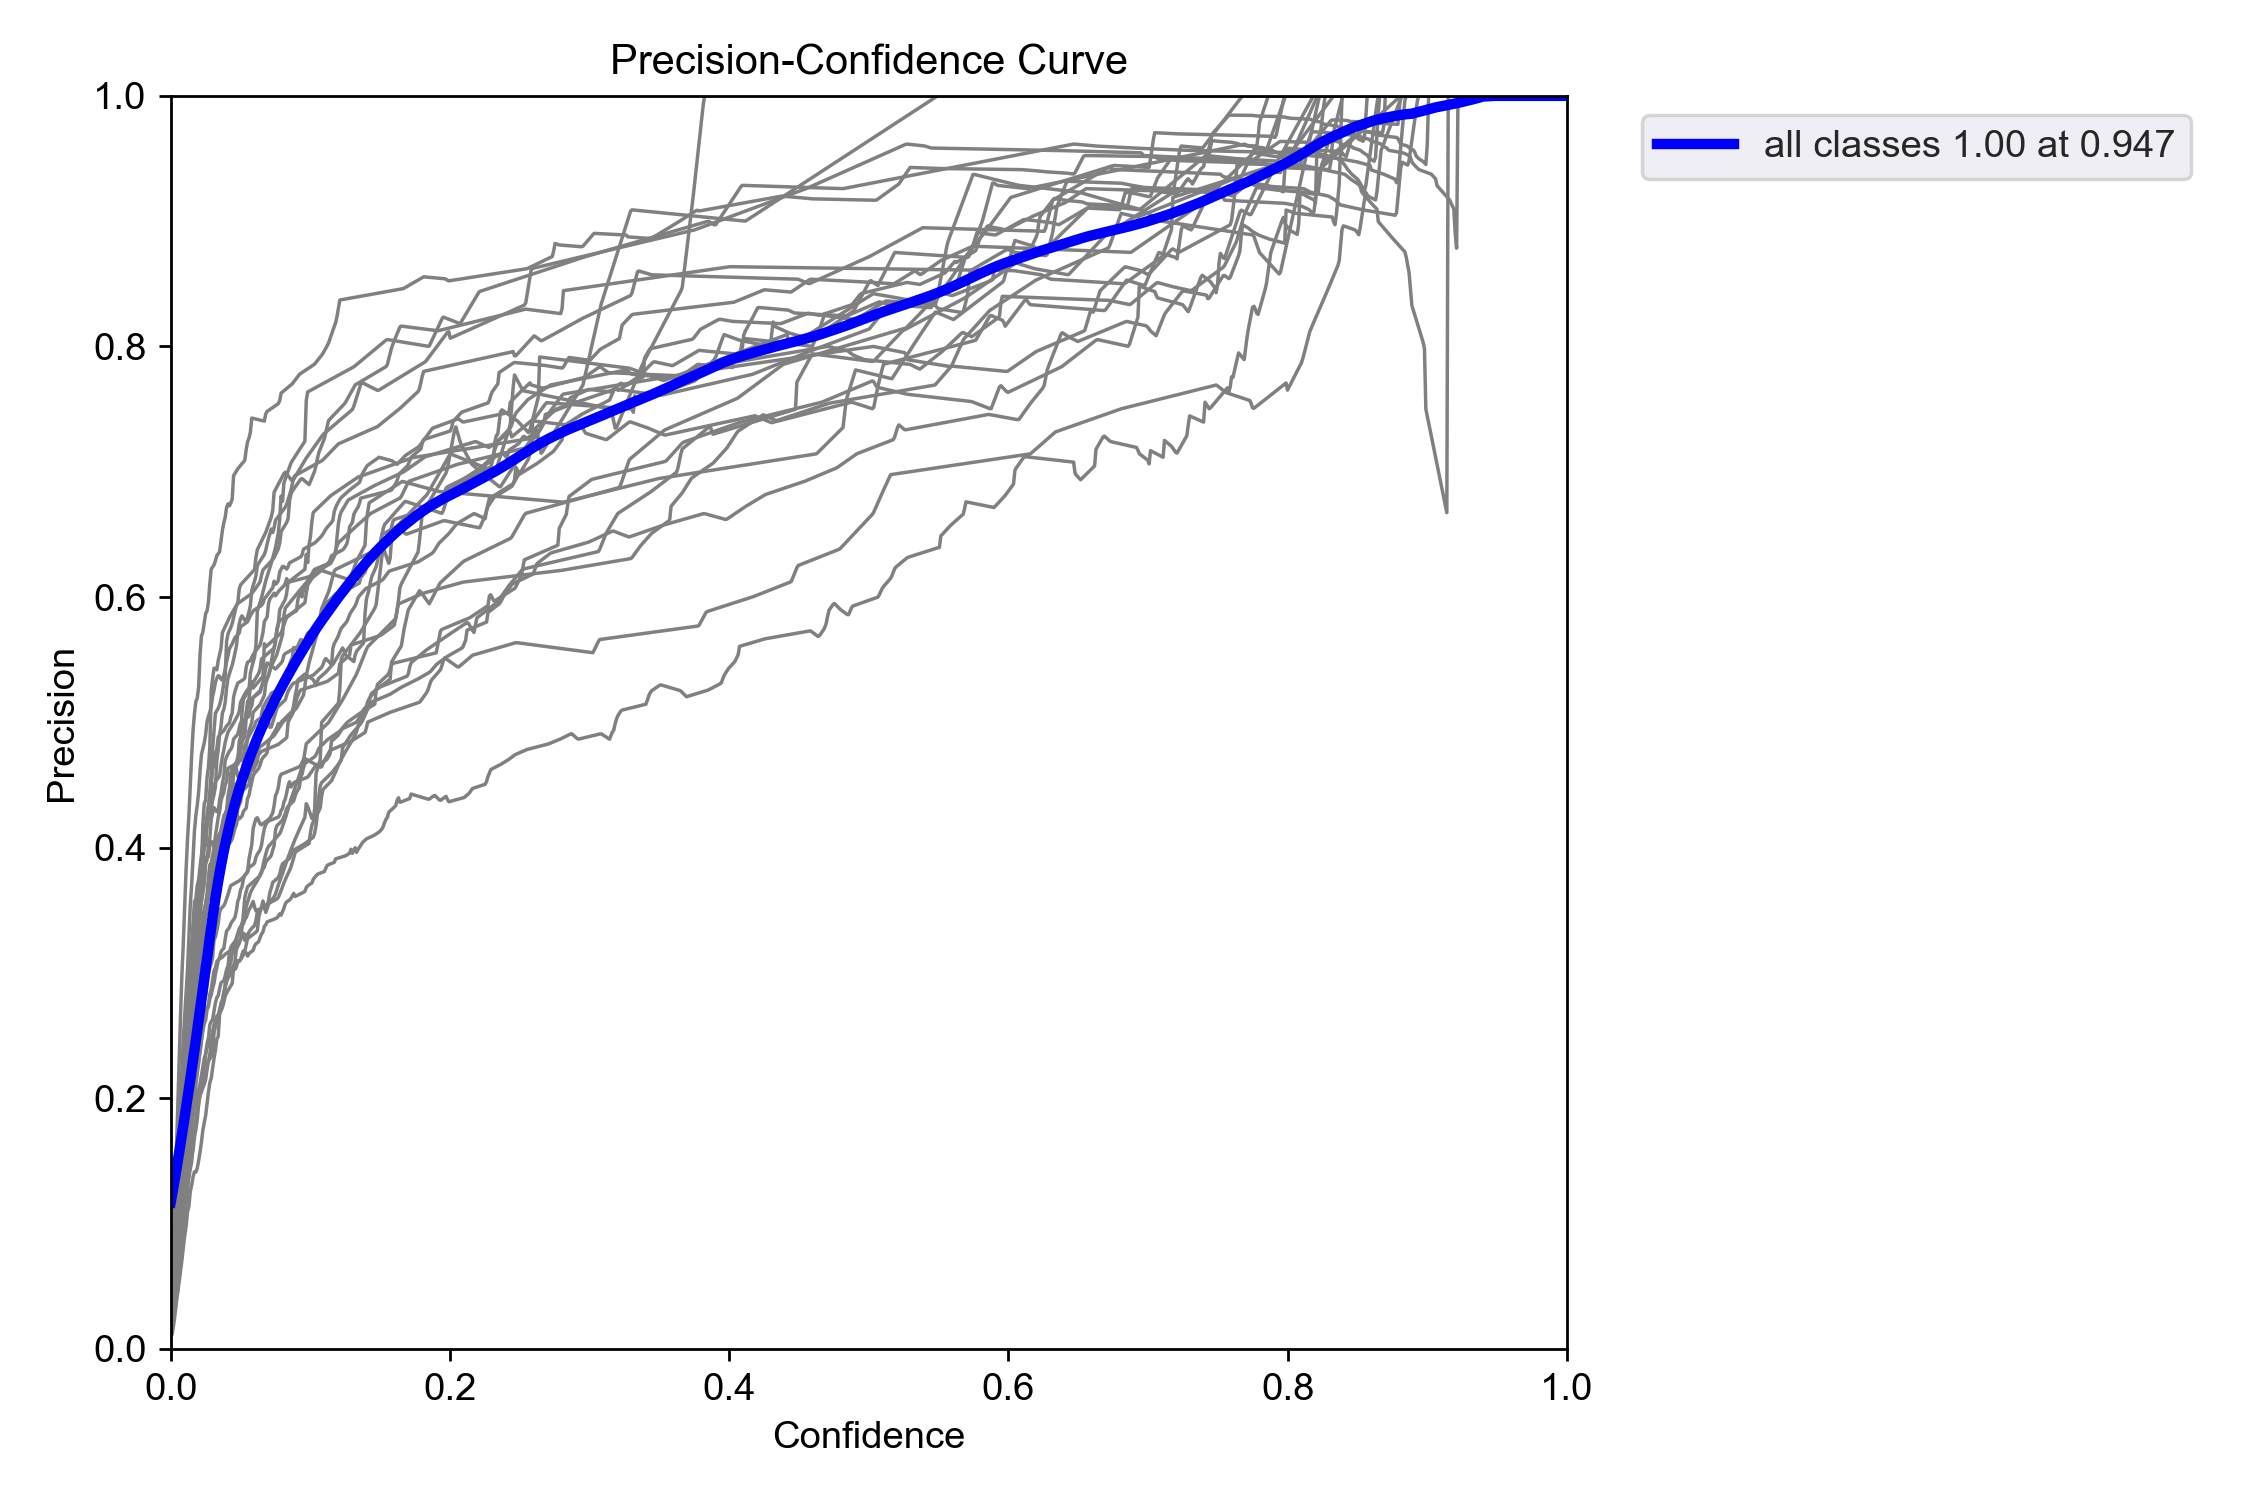 Precision-Confidence Curve
all classes 1.00 at 0.947
Precision
1.0
0.8
0.6
0.4
0.2
0.0
0.0 0.2 0.4 0.6 0.8 1.0
Confidence